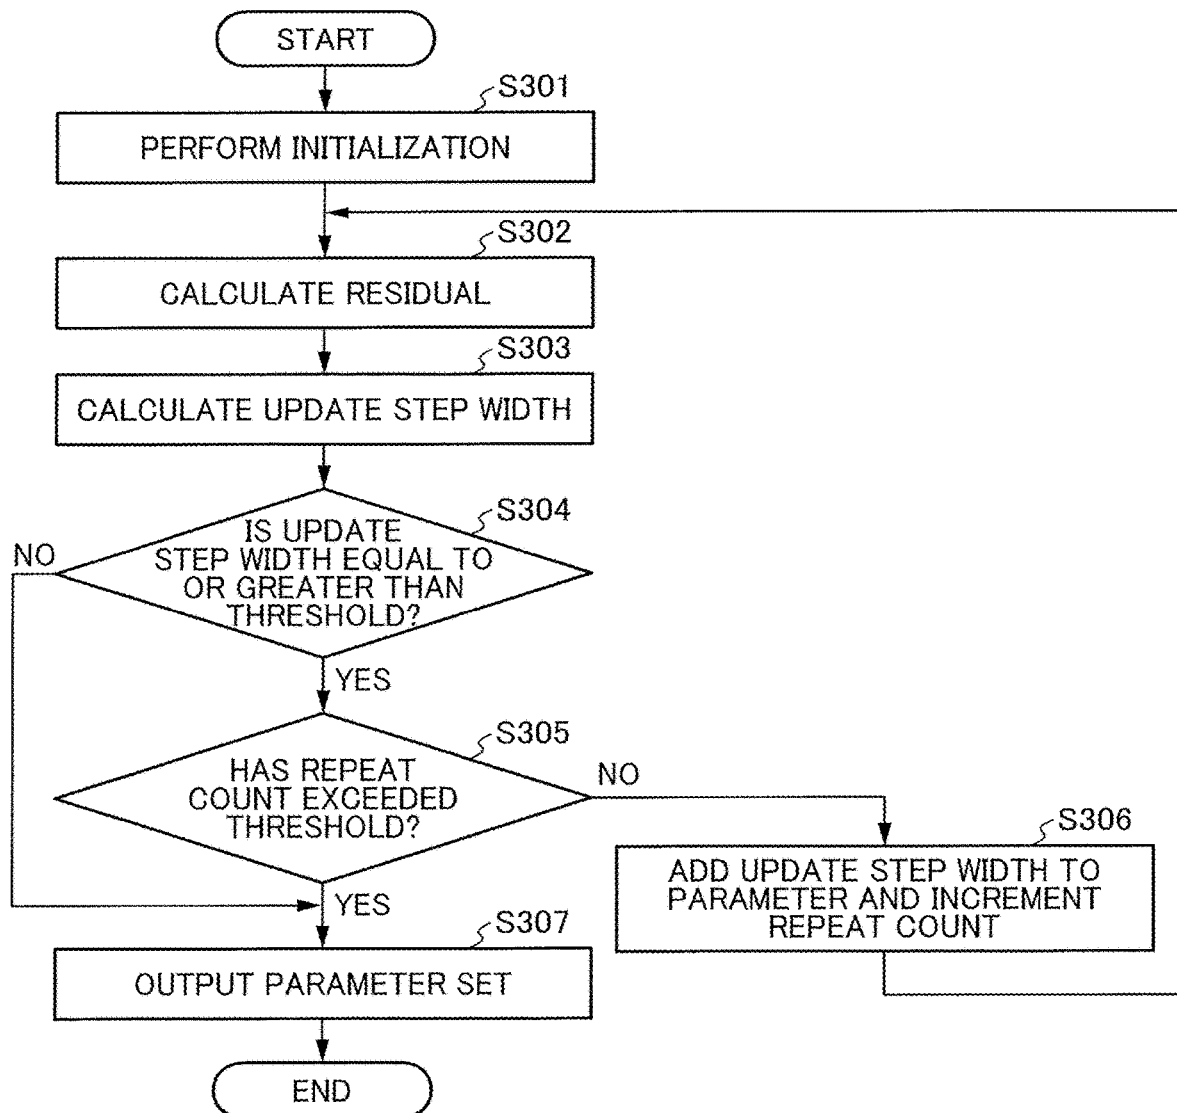 START
S301
PERFORM INITIALIZATION
S302
CALCULATE RESIDUAL
S303
CALCULATE UPDATE STEP WIDTH
S304
IS UPDATE
STEP WIDTH EQUAL TO
OR GREATER THAN
THRESHOLD?
NO
YES
S305
HAS REPEAT
COUNT EXCEEDED
THRESHOLD?
NO
S306
ADD UPDATE STEP WIDTH TO
PARAMETER AND INCREMENT
REPEAT COUNT
YES
S307
OUTPUT PARAMETER SET
END